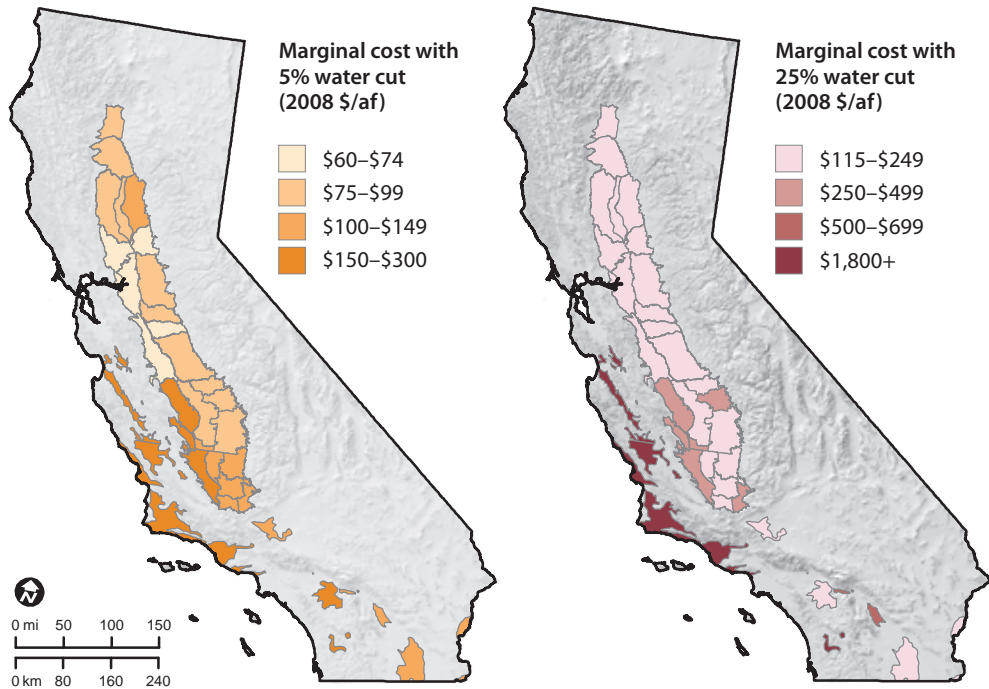 Marginal cost with
5% water cut
(2008 $/af)
$60–$74
$75–$99
$100–$149
$150–$300
Marginal cost with
25% water cut
(2008 $/af)
$115–$249
$250–$499
$500–$699
$1,800+
N
0 mi 50 100 150
0 km 80 160 240